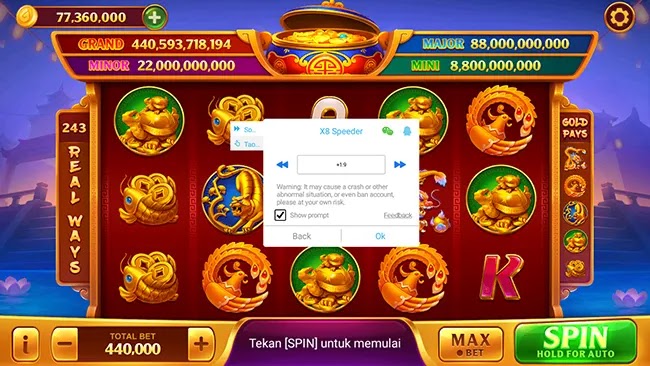 77,360,000
GRAND 440,593,718,194
MAJOR 88,000,000,000
MINOR 22,000,000,000
MINI 8,800,000,000
243
REAL WAYS
GOLD
PAYS
So..
Tao..
X8 Speeder
×19
Warning: It may cause a crash or other
abnormal situation, or even ban account,
please at your own risk.
Show prompt
Feedback
Back
Ok
K
i
TOTAL BET
440,000
Tekan [SPIN] untuk memulai
MAX
BET
SPIN
HOLD FOR AUTO